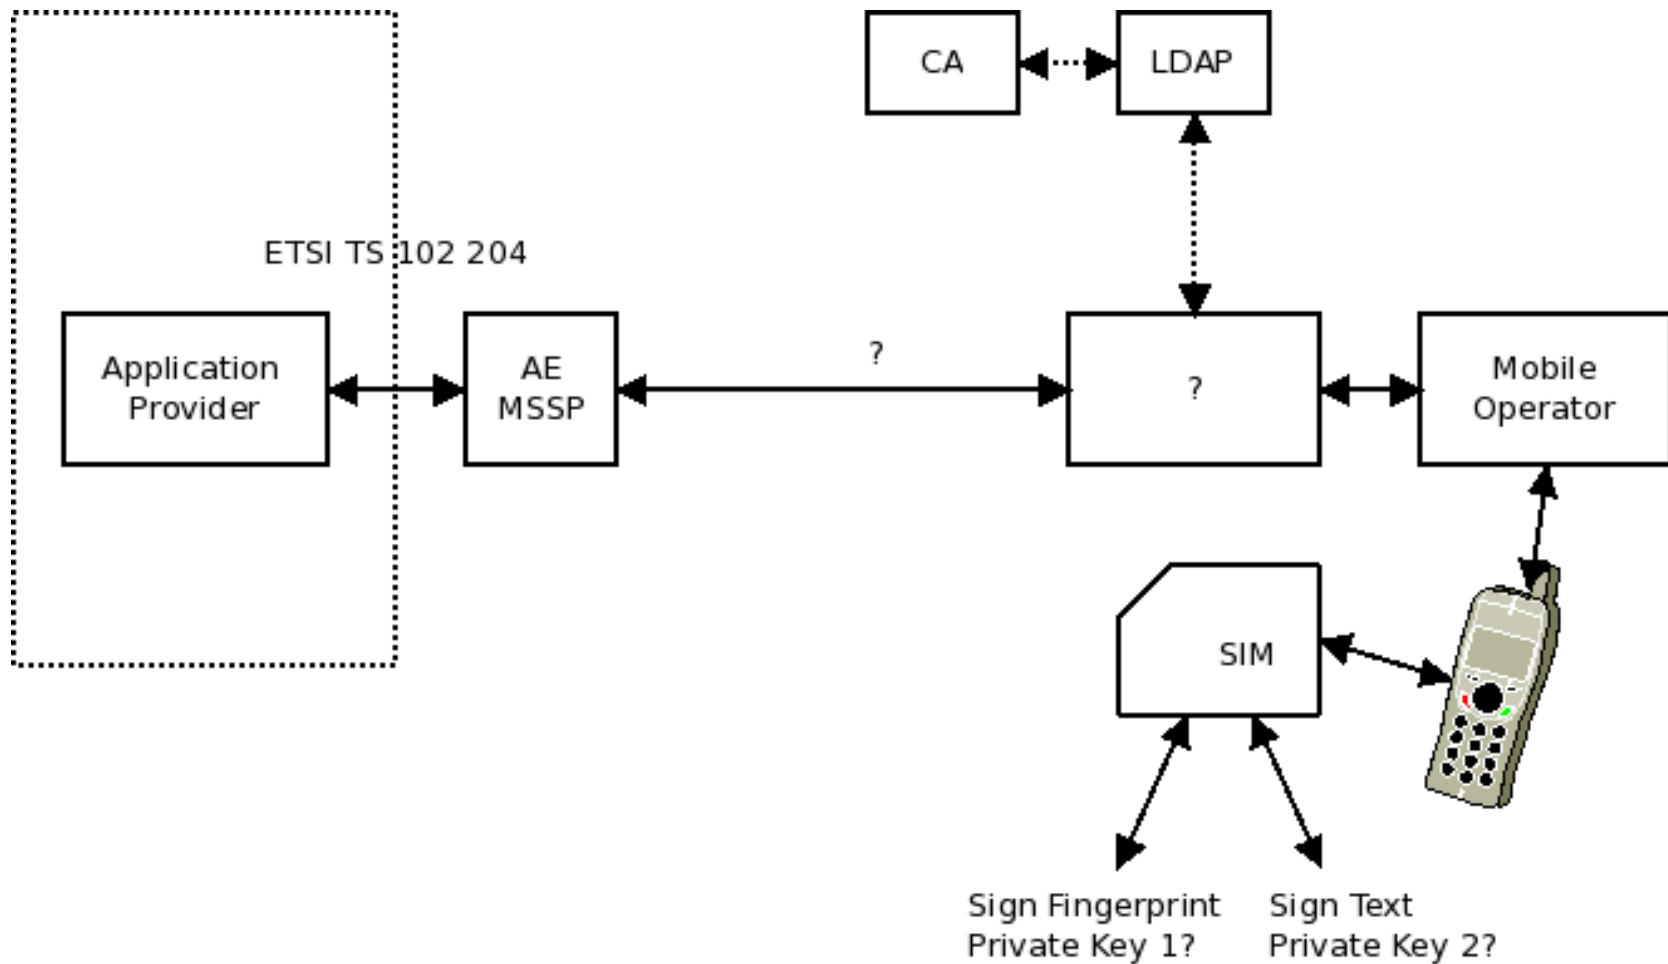 CA
LDAP
ETSI TS 102 204
Application
Provider
AE
MSSP
?
?
Mobile
Operator
SIM
Sign Fingerprint
Private Key 1?
Sign Text
Private Key 2?